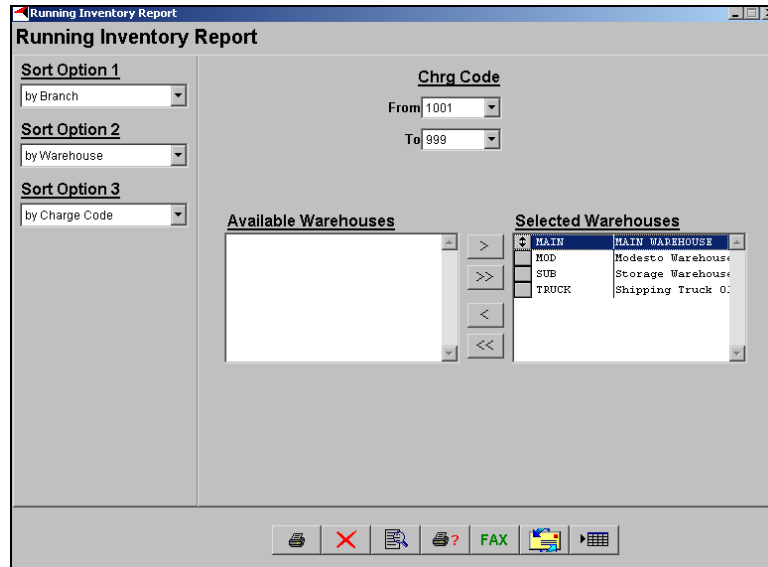 Running Inventory Report
Running Inventory Report
Sort Option 1
by Branch
Sort Option 2
by Warehouse
Sort Option 3
by Charge Code
Chrg Code
From 1001
To 999
Available Warehouses
Selected Warehouses
>
>>
<
<<
MAIN MAIN WAREHOUSE
MOD Modesto Warehouse
SUB Storage Warehouse
TRUCK Shipping Truck
? FAX